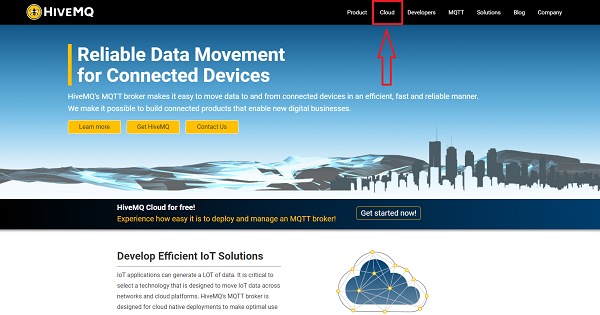 HIVEMQ
Product Cloud Developers MQTT Solutions Blog Company
Reliable Data Movement
for Connected Devices
HiveMQ's MQTT broker makes it easy to move data to and from connected devices in an efficient, fast and reliable manner.
We make it possible to build connected products that enable new digital businesses.
Learn more Get HiveMQ Contact Us
HiveMQ Cloud for free!
Experience how easy it is to deploy and manage an MQTT broker!
Get started now!
Develop Efficient IoT Solutions
IoT applications can generate a LOT of data. It is critical to
select a technology that is designed to move IoT data across
networks and cloud platforms. HiveMQ's MQTT broker is
designed for cloud native deployments to make optimal use